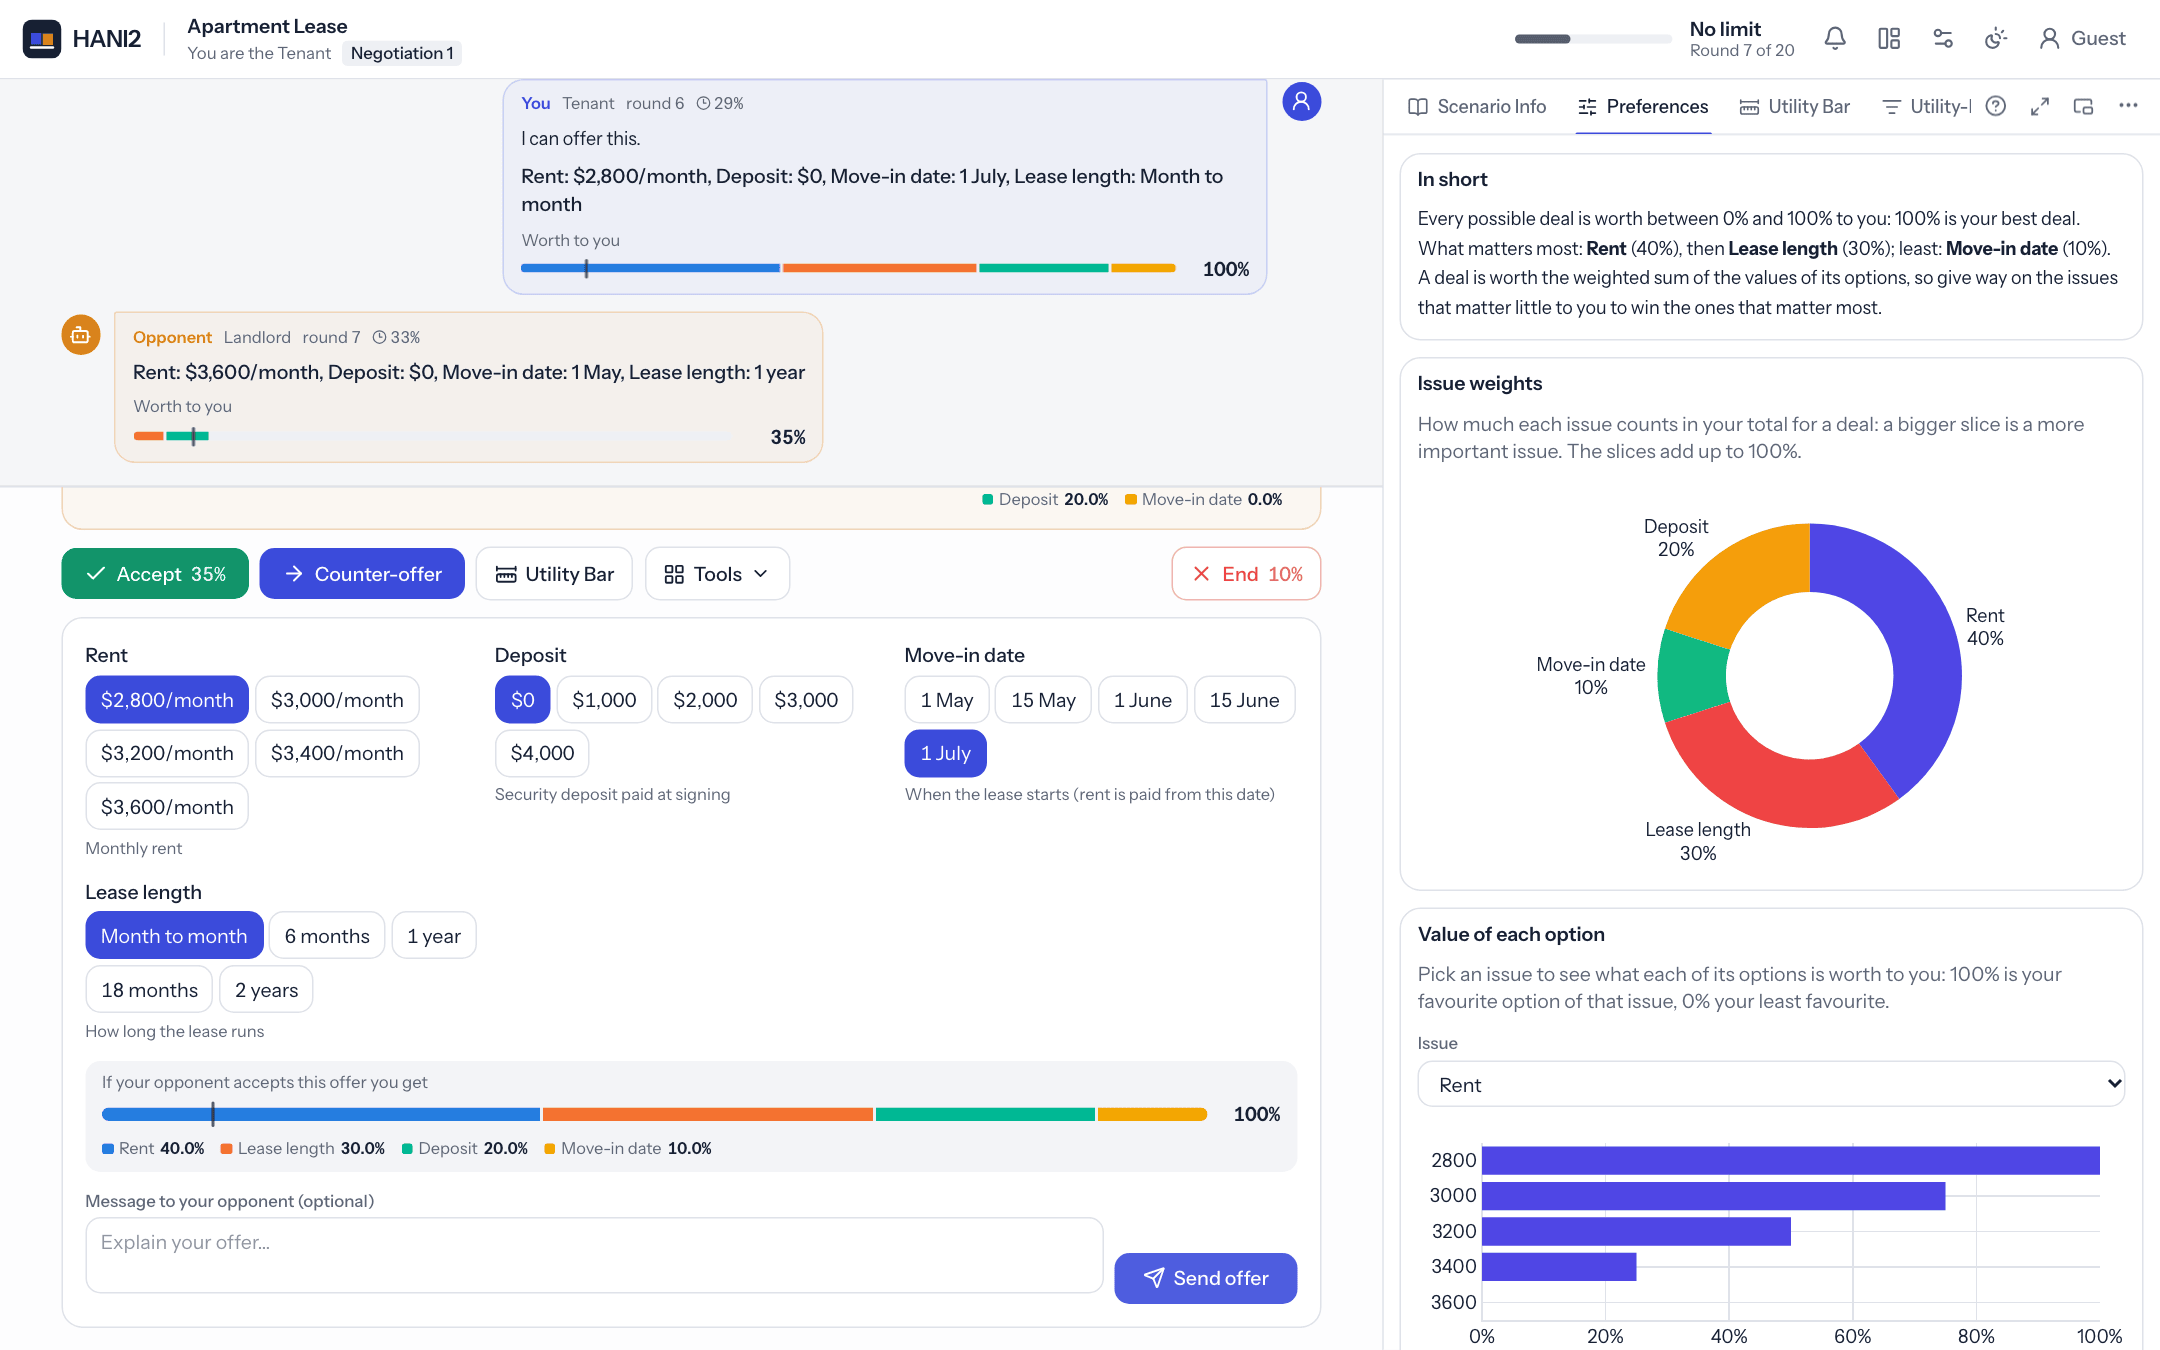 HANI2
Apartment Lease
You are the Tenant Negotiation 1
No limit
Round 7 of 20
Guest
You Tenant round 6 29%
I can offer this.
Rent: $2,800/month, Deposit: $0, Move-in date: 1 July, Lease length: Month to
month
Worth to you
100%
Opponent Landlord round 7 33%
Rent: $3,600/month, Deposit: $0, Move-in date: 1 May, Lease length: 1 year
Worth to you
35%
Deposit 20.0% Move-in date 0.0%
Accept 35% Counter-offer Utility Bar Tools End 10%
Rent
$2,800/month $3,000/month
$3,200/month $3,400/month
$3,600/month
Monthly rent
Deposit
$0 $1,000 $2,000 $3,000
$4,000
Security deposit paid at signing
Move-in date
1 May 15 May 1 June 15 June
1 July
When the lease starts (rent is paid from this date)
Lease length
Month to month 6 months 1 year
18 months 2 years
How long the lease runs
If your opponent accepts this offer you get
100%
Rent 40.0% Lease length 30.0% Deposit 20.0% Move-in date 10.0%
Message to your opponent (optional)
Explain your offer...
Send offer
Scenario Info Preferences Utility Bar Utility-
In short
Every possible deal is worth between 0% and 100% to you: 100% is your best deal.
What matters most: Rent (40%), then Lease length (30%); least: Move-in date (10%).
A deal is worth the weighted sum of the values of its options, so give way on the issues
that matter little to you to win the ones that matter most.
Issue weights
How much each issue counts in your total for a deal: a bigger slice is a more
important issue. The slices add up to 100%.
Deposit
20%
Rent
40%
Move-in date
10%
Lease length
30%
Value of each option
Pick an issue to see what each of its options is worth to you: 100% is your
favourite option of that issue, 0% your least favourite.
Issue
Rent
2800
3000
3200
3400
3600
0% 20% 40% 60% 80% 100%